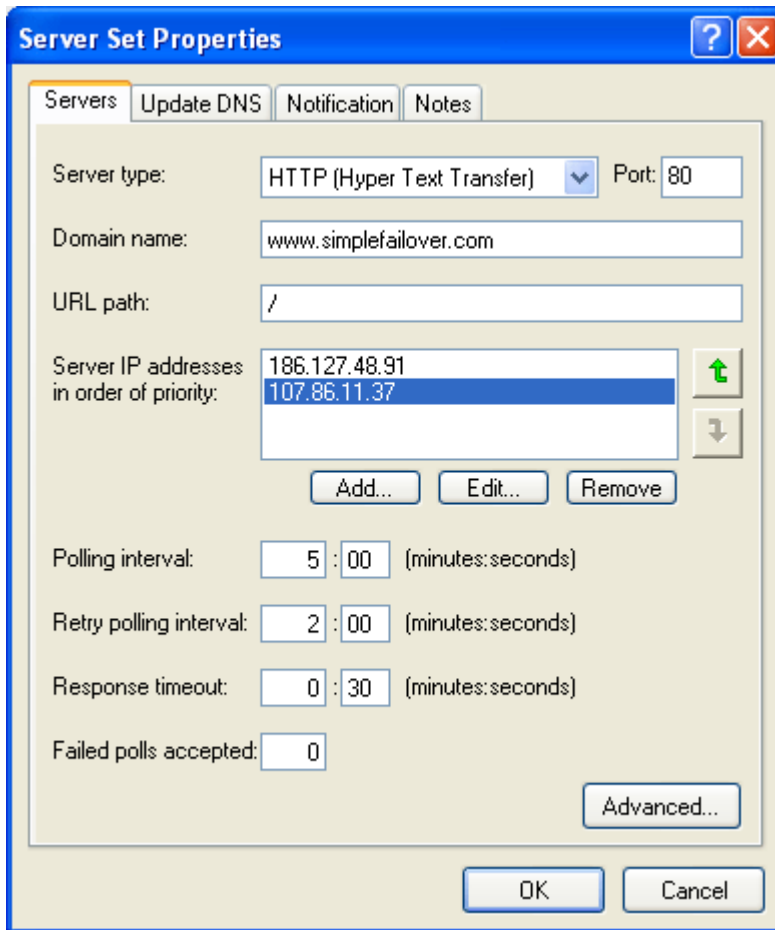 Server Set Properties
Servers Update DNS Notification Notes
Server type: HTTP (Hyper Text Transfer) Port: 80
Domain name: www.simplefailover.com
URL path: /
Server IP addresses
in order of priority:
186.127.48.91
107.86.11.37
Add... Edit... Remove
Polling interval: 5 : 00 (minutes:seconds)
Retry polling interval: 2 : 00 (minutes:seconds)
Response timeout: 0 : 30 (minutes:seconds)
Failed polls accepted: 0
Advanced...
OK Cancel